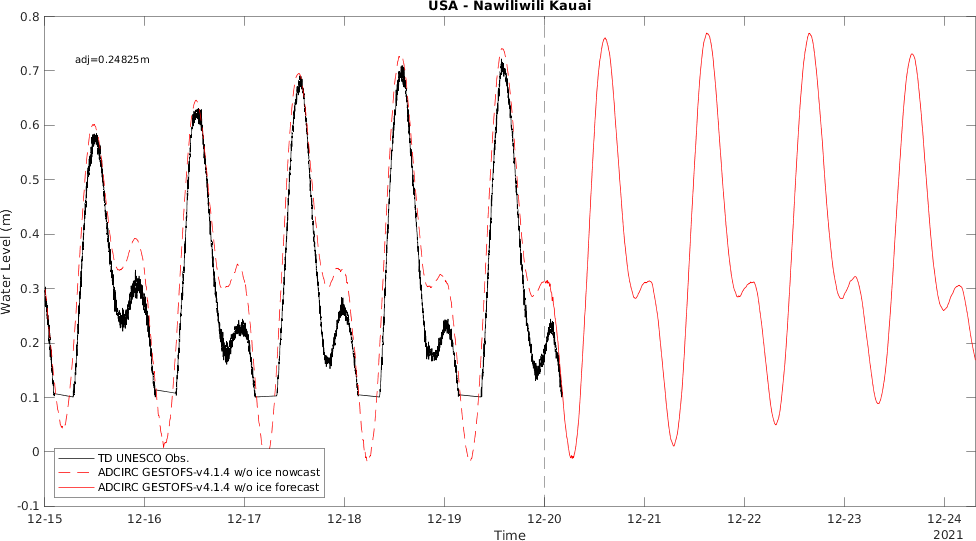 USA - Nawiliwili Kauai
0.8
0.7
0.6
0.5
0.4
0.3
0.2
0.1
0
-0.1
Water Level (m)
adj=0.24825m
TD UNESCO Obs.
ADCIRC GESTOFS-v4.1.4 w/o ice nowcast
ADCIRC GESTOFS-v4.1.4 w/o ice forecast
12-15 12-16 12-17 12-18 12-19 12-20 12-21 12-22 12-23 12-24
2021
Time